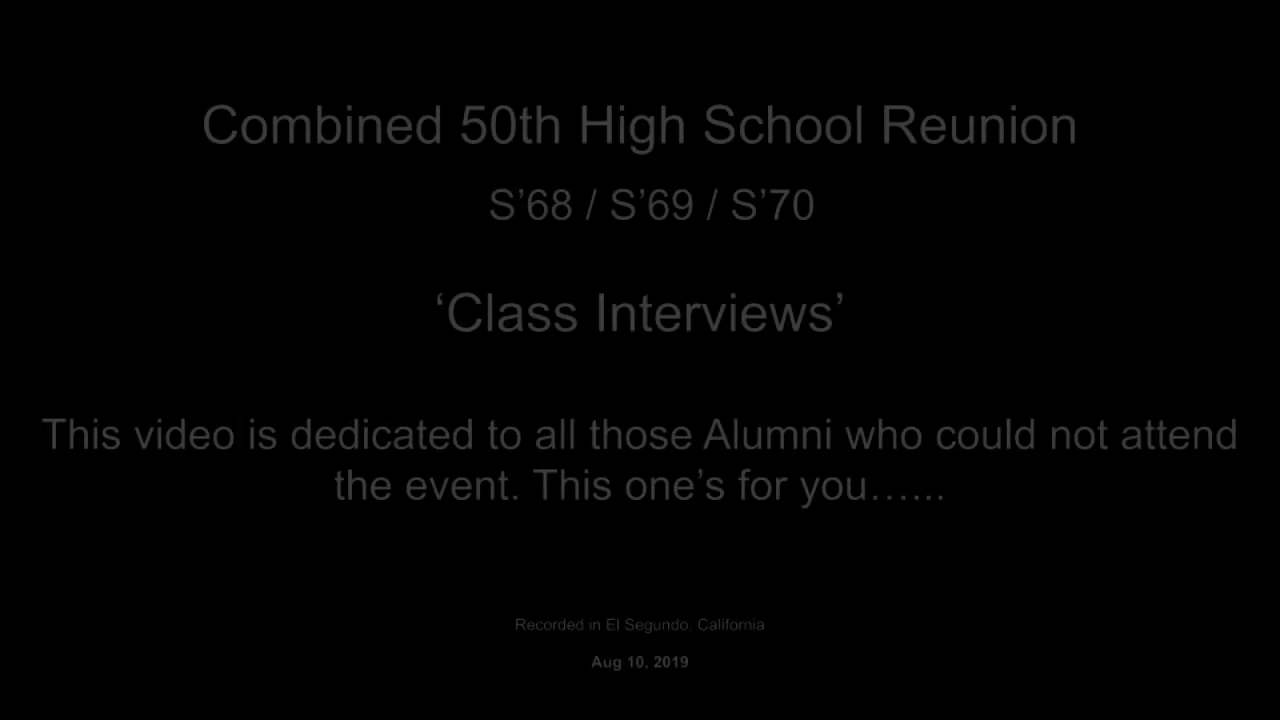 Combined 50th High School Reunion
S’68 / S’69 / S’70
‘Class Interviews’
This video is dedicated to all those Alumni who could not attend
the event. This one’s for you…...
Recorded in El Segundo, California
Aug 10, 2019